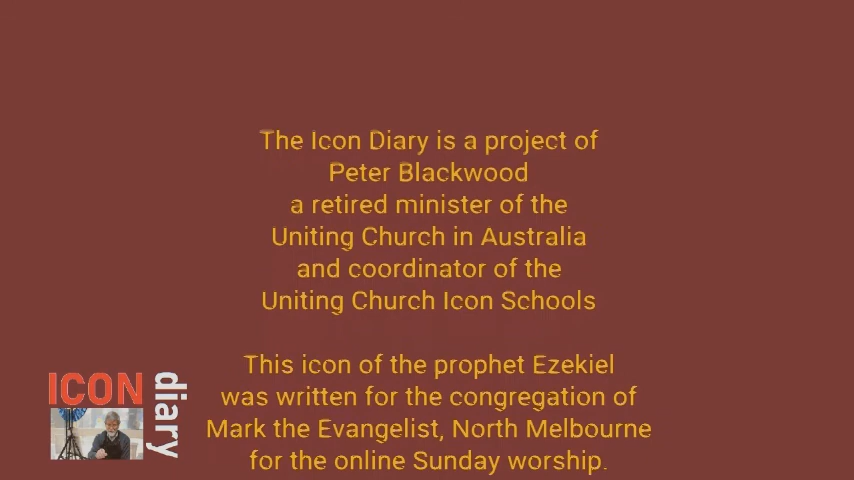 The Icon Diary is a project of
Peter Blackwood
a retired minister of the
Uniting Church in Australia
and coordinator of the
Uniting Church Icon Schools
This icon of the prophet Ezekiel
was written for the congregation of
Mark the Evangelist, North Melbourne
for the online Sunday worship.
ICON
diary